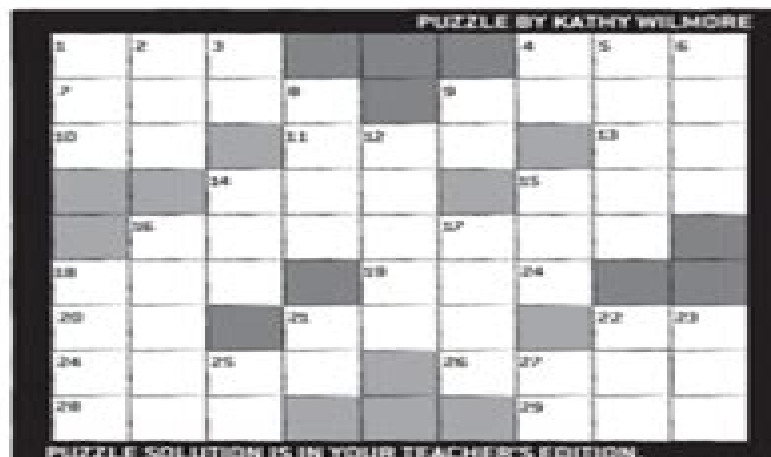 PUZZLE BY KATHY WILMORE
1 2 3 4 5 6
7 8 9
10 11 12 13
14 15
16 17
18 19 24
20 21 22 23
24 25 26 27
28 29
PUZZLE SOLUTION IS IN YOUR TEACHER'S EDITION.